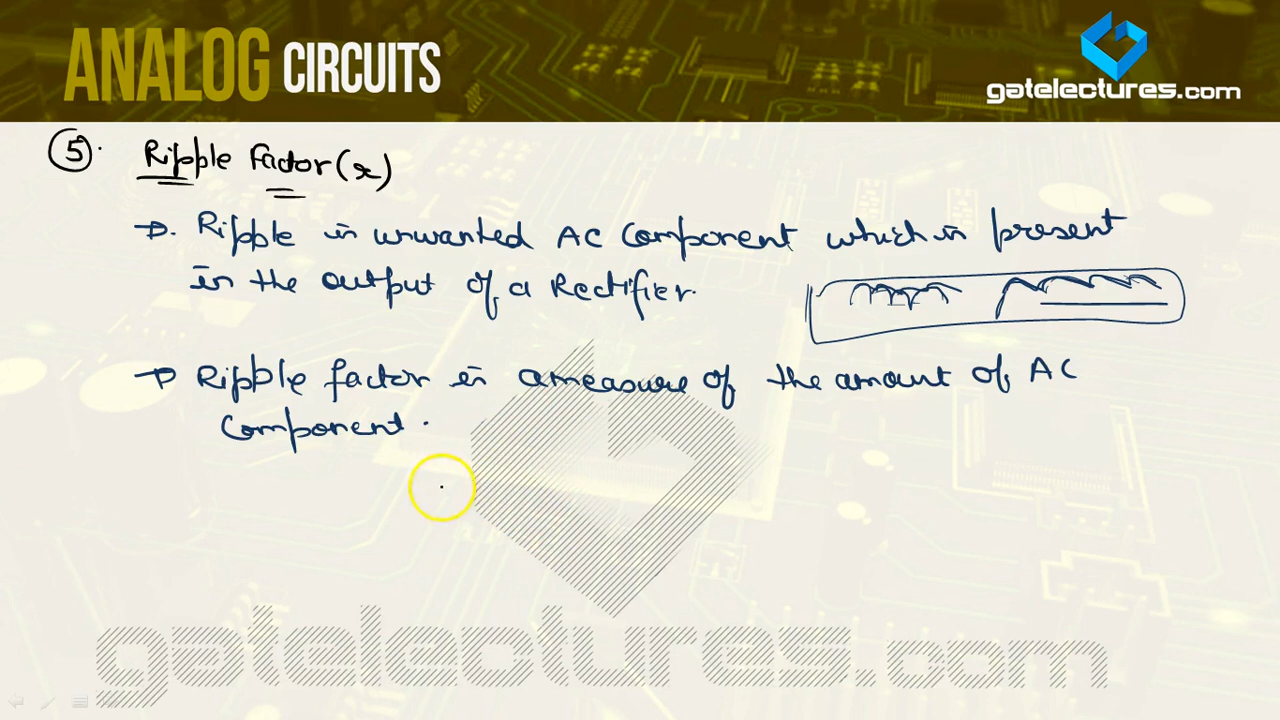 ANALOG CIRCUITS
gatelectures.com
5. Ripple Factor (r)
Ripple is unwanted AC Component which is present
in the output of a Rectifier.
Ripple factor is a measure of the amount of AC
Component.
gatelectures.com